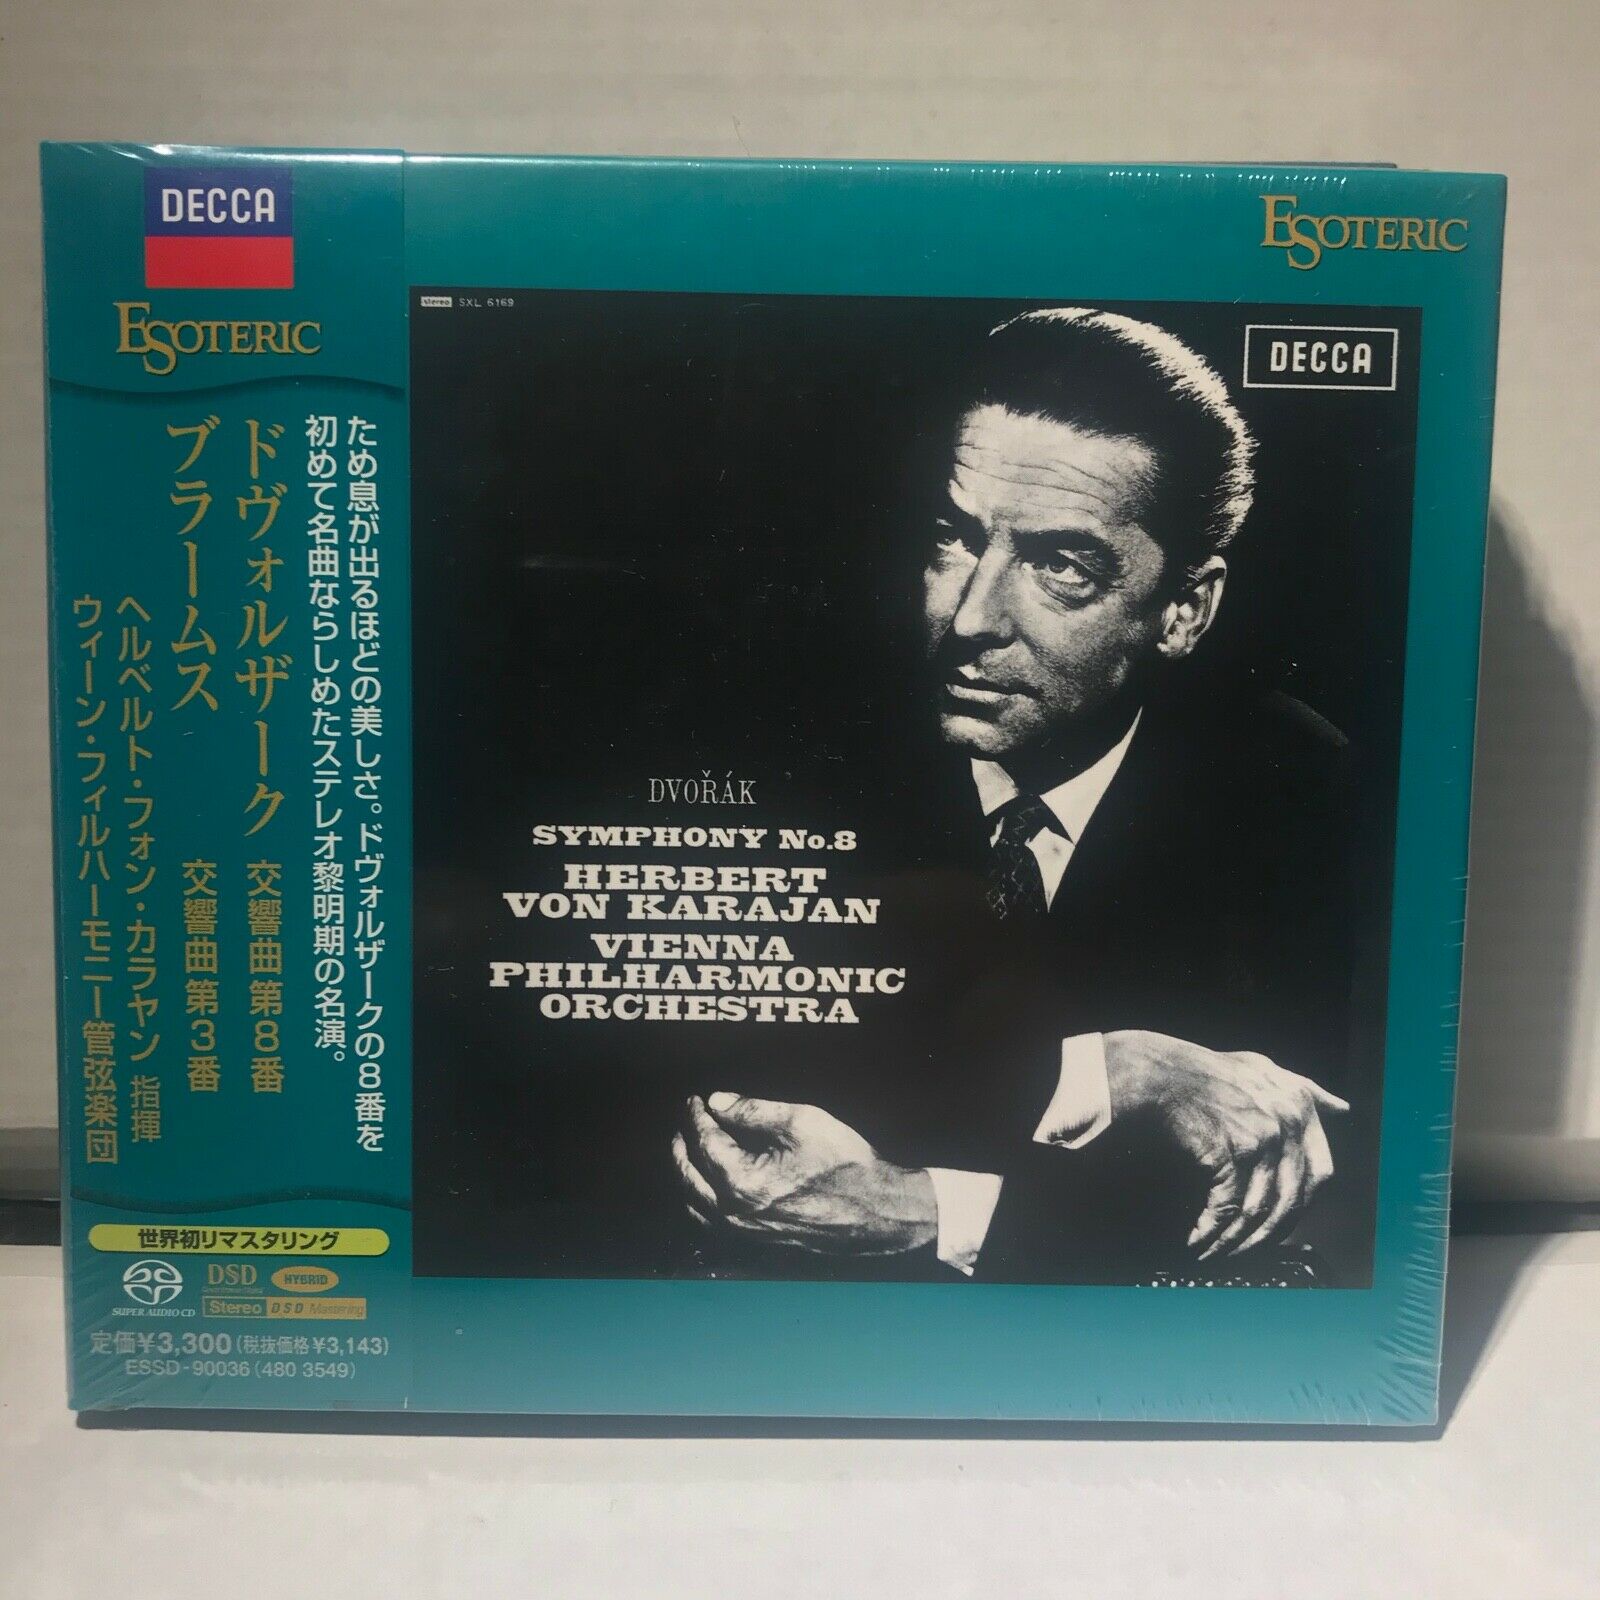 DECCA
ESOTERIC
ため息が出るほどの美しさ。ドヴォルザークの8番を
初めて名曲ならしめたステレオ黎明期の名演。
ドヴォルザーク 交響曲第8番
ブラームス 交響曲第3番
ヘルベルト・フォン・カラヤン 指揮
ウィーン・フィルハーモニー管弦楽団
世界初リマスタリング
SUPER AUDIO CD
DSD
HYBRID
Stereo DSD Mastering
定価¥3,300(税抜価格¥3,143)
ESSD-90036(480 3549)
ESOTERIC
stereo SXL 6169
DECCA
DVOŘÁK
SYMPHONY No.8
HERBERT
VON KARAJAN
VIENNA
PHILHARMONIC
ORCHESTRA